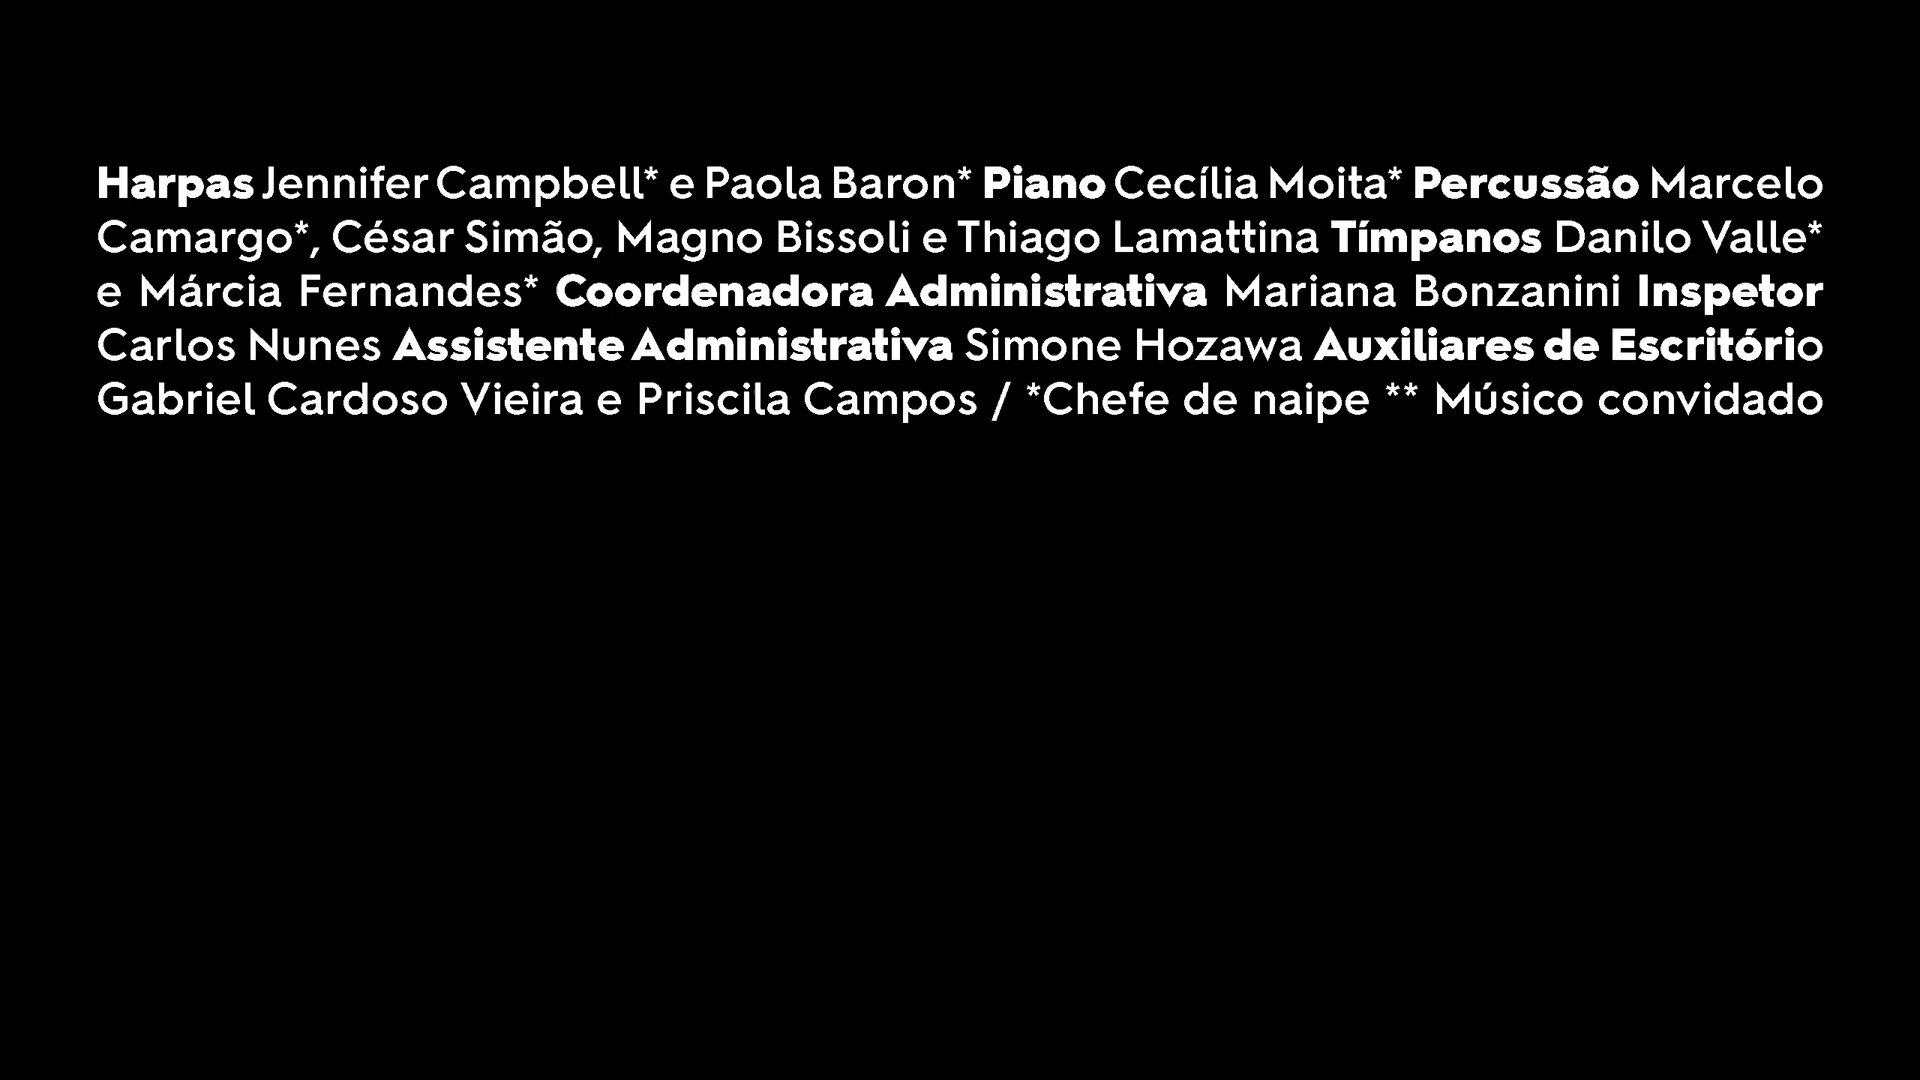 Harpas Jennifer Campbell* e Paola Baron* Piano Cecília Moita* Percussão Marcelo
Camargo*, César Simão, Magno Bissoli e Thiago Lamattina Tímpanos Danilo Valle*
e Márcia Fernandes* Coordenadora Administrativa Mariana Bonzanini Inspetor
Carlos Nunes Assistente Administrativa Simone Hozawa Auxiliares de Escritório
Gabriel Cardoso Vieira e Priscila Campos / *Chefe de naipe ** Músico convidado